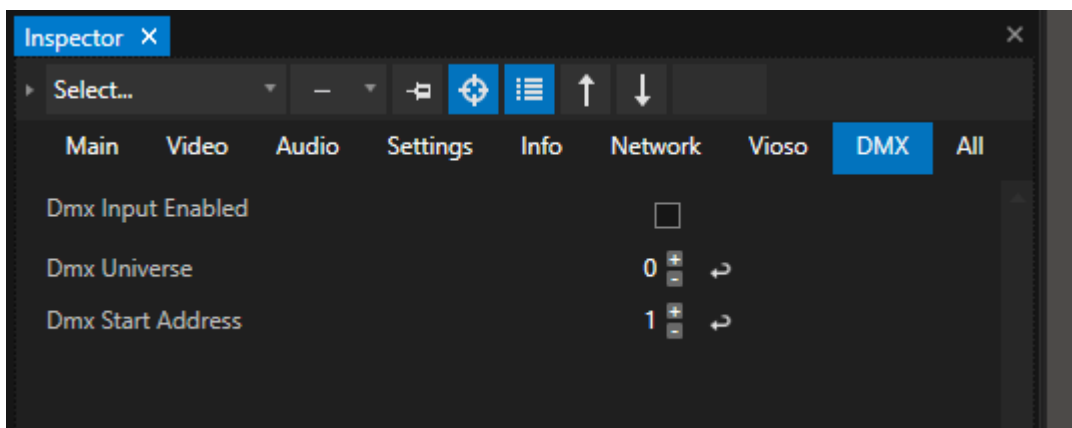 Inspector
Select...
Main Video Audio Settings Info Network Vioso DMX All
Dmx Input Enabled
Dmx Universe 0
Dmx Start Address 1